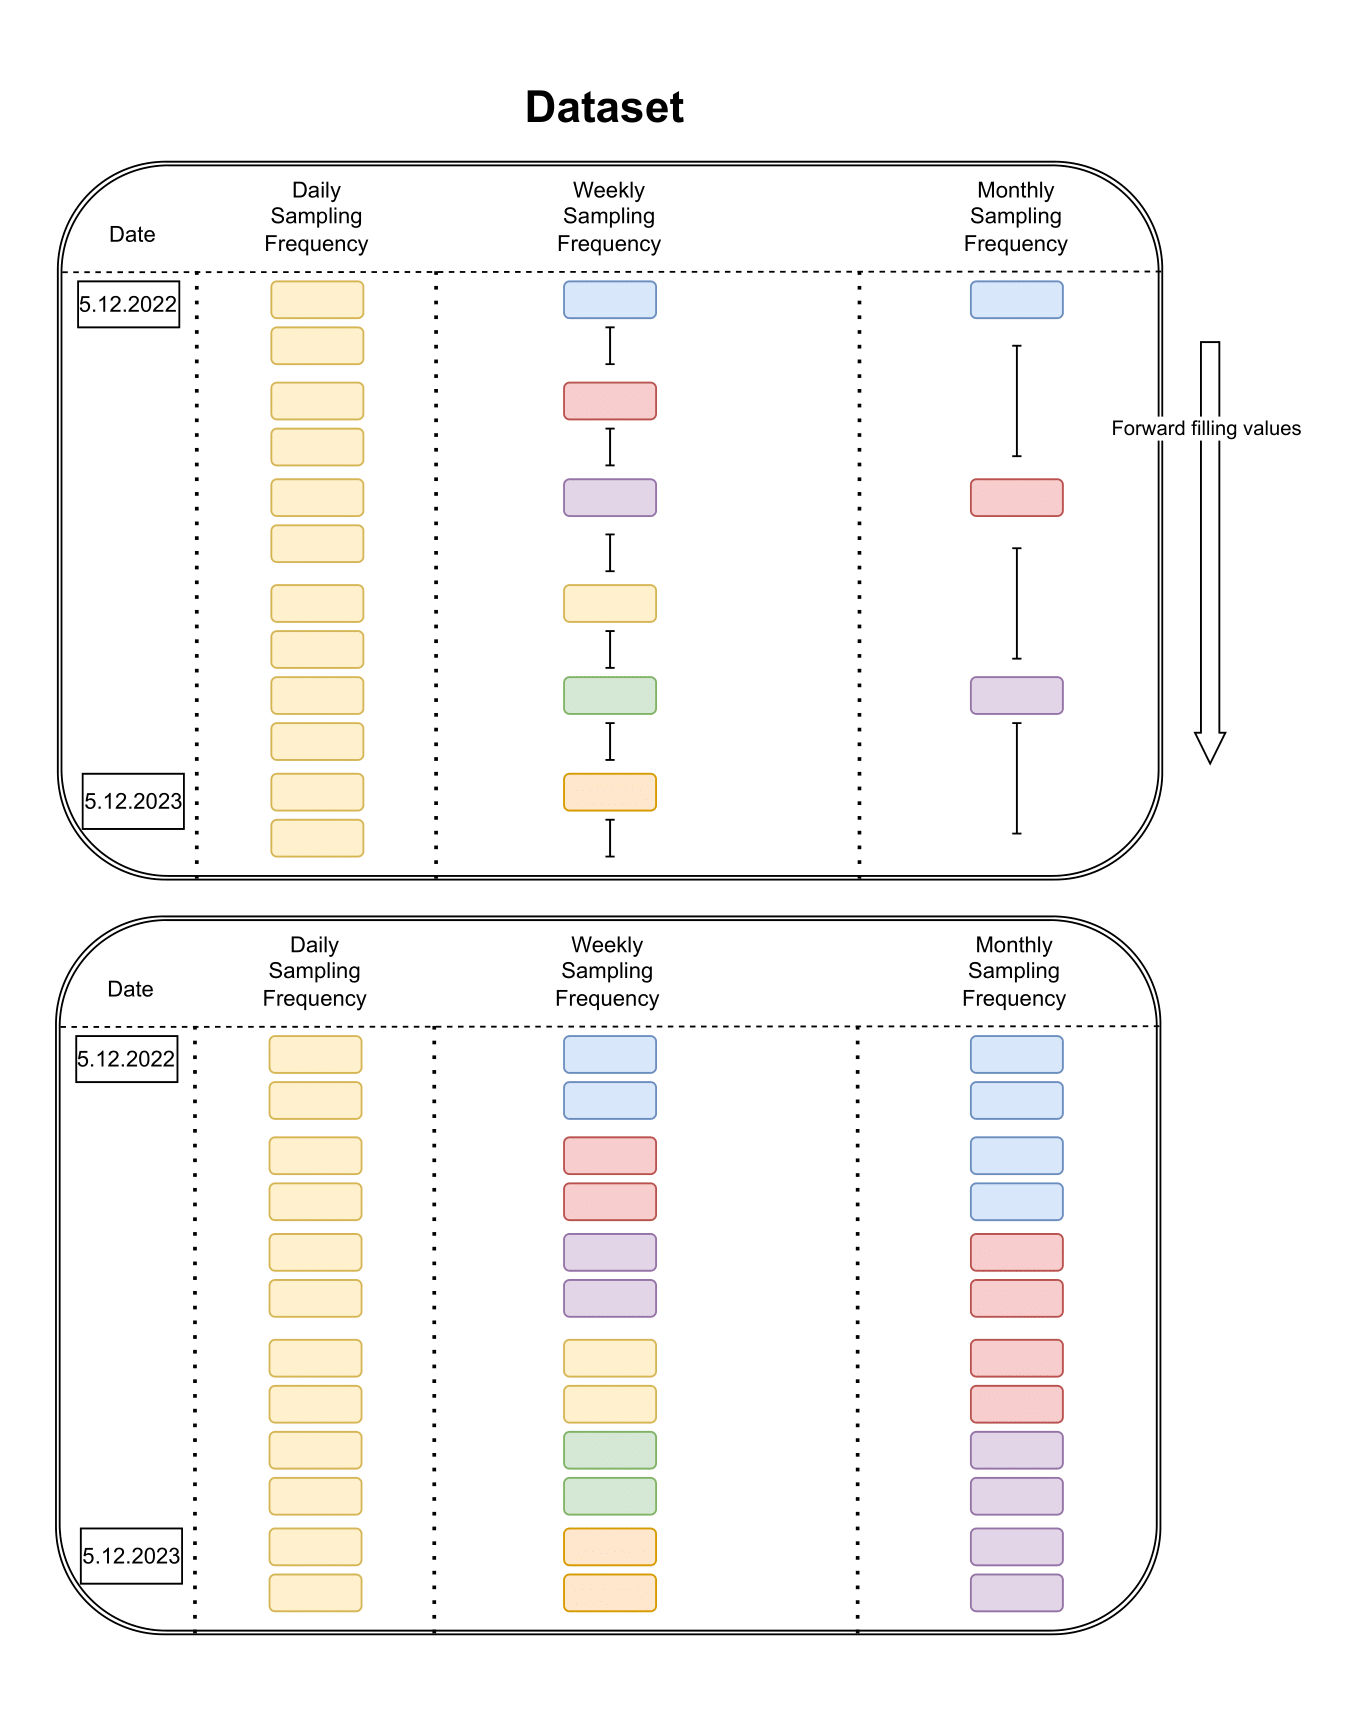 Dataset
Date
Daily
Sampling
Frequency
Weekly
Sampling
Frequency
Monthly
Sampling
Frequency
5.12.2022
Forward filling values
5.12.2023
Date
Daily
Sampling
Frequency
Weekly
Sampling
Frequency
Monthly
Sampling
Frequency
5.12.2022
5.12.2023